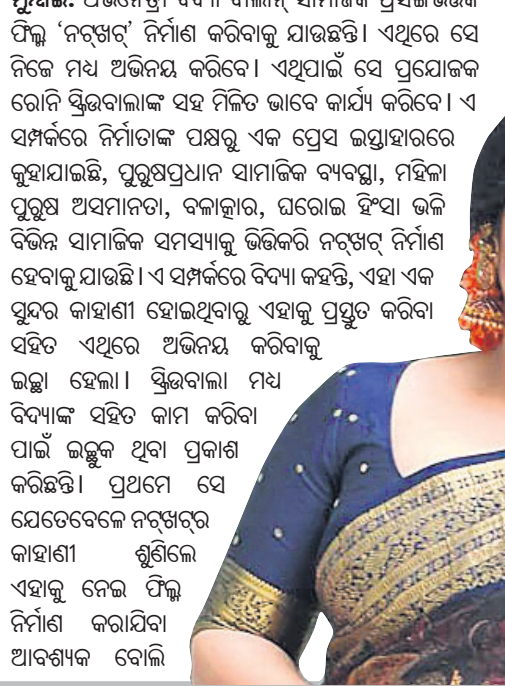 ଫିଲ୍ମ ‘ନଟ୍‌ଖଟ୍’ ନିର୍ମାଣ କରିବାକୁ ଯାଉଛନ୍ତି। ଏଥିରେ ସେ
ନିଜେ ମଧ୍ୟ ଅଭିନୟ କରିବେ। ଏଥିପାଇଁ ସେ ପ୍ରଯୋଜକ
ରୋନି ସ୍କ୍ରିଉବାଲାଙ୍କ ସହ ମିଳିତ ଭାବେ କାର୍ଯ୍ୟ କରିବେ। ଏ
ସମ୍ପର୍କରେ ନିର୍ମାତାଙ୍କ ପକ୍ଷରୁ ଏକ ପ୍ରେସ ଇସ୍ତାହାରରେ
କୁହାଯାଇଛି, ପୁରୁଷପ୍ରଧାନ ସାମାଜିକ ବ୍ୟବସ୍ଥା, ମହିଳା
ପୁରୁଷ ଅସମାନତା, ବଳାତ୍କାର, ଘରୋଇ ହିଂସା ଭଳି
ବିଭିନ୍ନ ସାମାଜିକ ସମସ୍ୟାକୁ ଭିତ୍ତିକରି ନଟ୍‌ଖଟ୍ ନିର୍ମାଣ
ହେବାକୁ ଯାଉଛି। ଏ ସମ୍ପର୍କରେ ବିଦ୍ୟା କହନ୍ତି, ଏହା ଏକ
ସୁନ୍ଦର କାହାଣୀ ହୋଇଥିବାରୁ ଏହାକୁ ପ୍ରସ୍ତୁତ କରିବା
ସହିତ ଏଥିରେ ଅଭିନୟ କରିବାକୁ
ଇଚ୍ଛା ହେଲା। ସ୍କ୍ରିଉବାଲା ମଧ୍ୟ
ବିଦ୍ୟାଙ୍କ ସହିତ କାମ କରିବା
ପାଇଁ ଇଚ୍ଛୁକ ଥିବା ପ୍ରକାଶ
କରିଛନ୍ତି। ପ୍ରଥମେ ସେ
ଯେତେବେଳେ ନଟ୍‌ଖଟ୍‌ର
କାହାଣୀ ଶୁଣିଲେ
ଏହାକୁ ନେଇ ଫିଲ୍ମ
ନିର୍ମାଣ କରାଯିବା
ଆବଶ୍ୟକ ବୋଲି